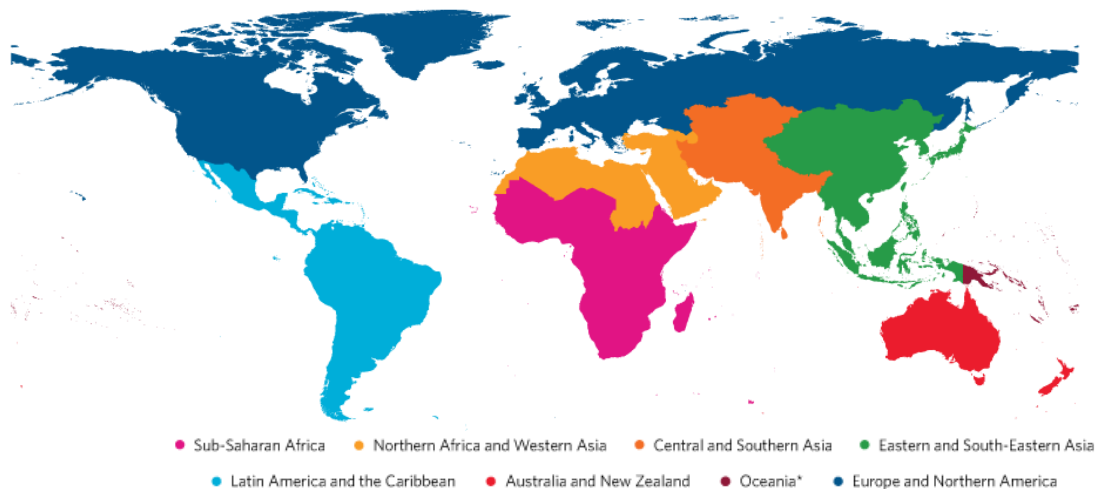 Sub-Saharan Africa Northern Africa and Western Asia Central and Southern Asia Eastern and South-Eastern Asia
Latin America and the Caribbean Australia and New Zealand Oceania* Europe and Northern America